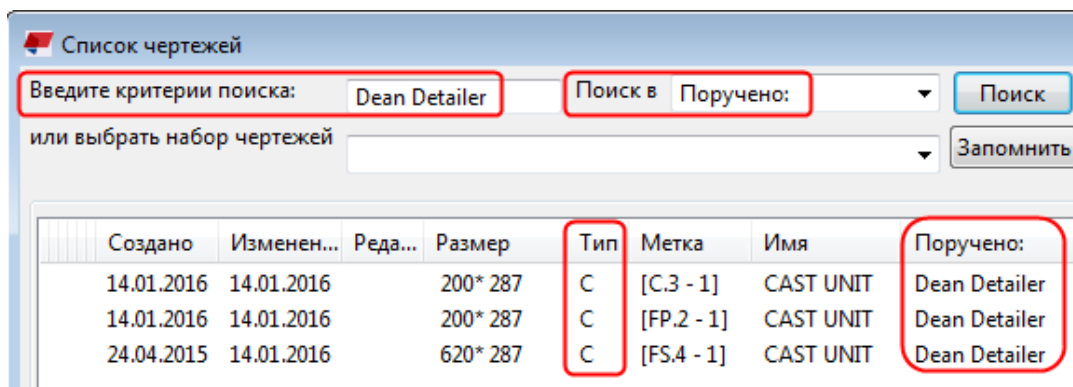 Список чертежей
Введите критерии поиска: Dean Detailer Поиск в Поручено: Поиск
или выбрать набор чертежей Запомнить
Создано Изменен... Реда... Размер Тип Метка Имя Поручено:
14.01.2016 14.01.2016 200* 287 C [C.3 - 1] CAST UNIT Dean Detailer
14.01.2016 14.01.2016 200* 287 C [FP.2 - 1] CAST UNIT Dean Detailer
24.04.2015 14.01.2016 620* 287 C [FS.4 - 1] CAST UNIT Dean Detailer